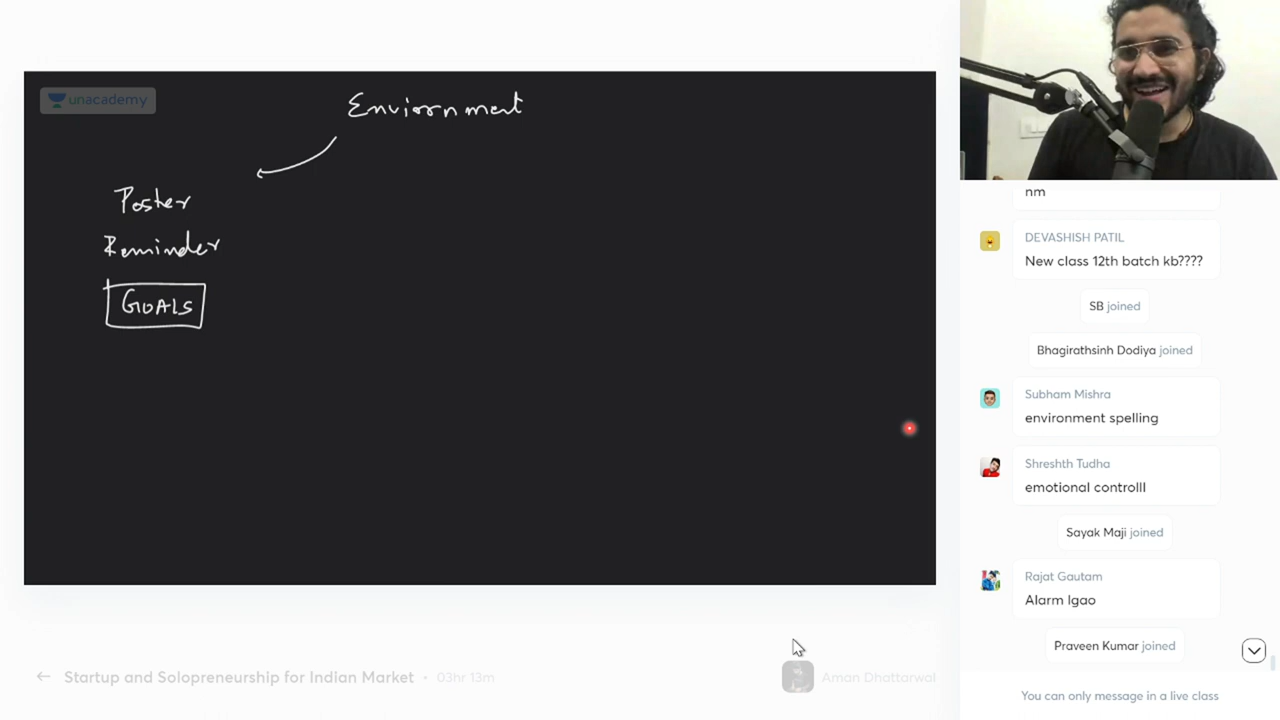 unacademy
Enviornment
Poster
Reminder
GOALS
nm
DEVASHISH PATIL
New class 12th batch kb????
SB joined
Bhagirathsinh Dodiya joined
Subham Mishra
environment spelling
Shreshth Tudha
emotional controlll
Sayak Maji joined
Rajat Gautam
Alarm lgao
Praveen Kumar joined
You can only message in a live class
← Startup and Solopreneurship for Indian Market • 03hr 13m
Aman Dhattarwal